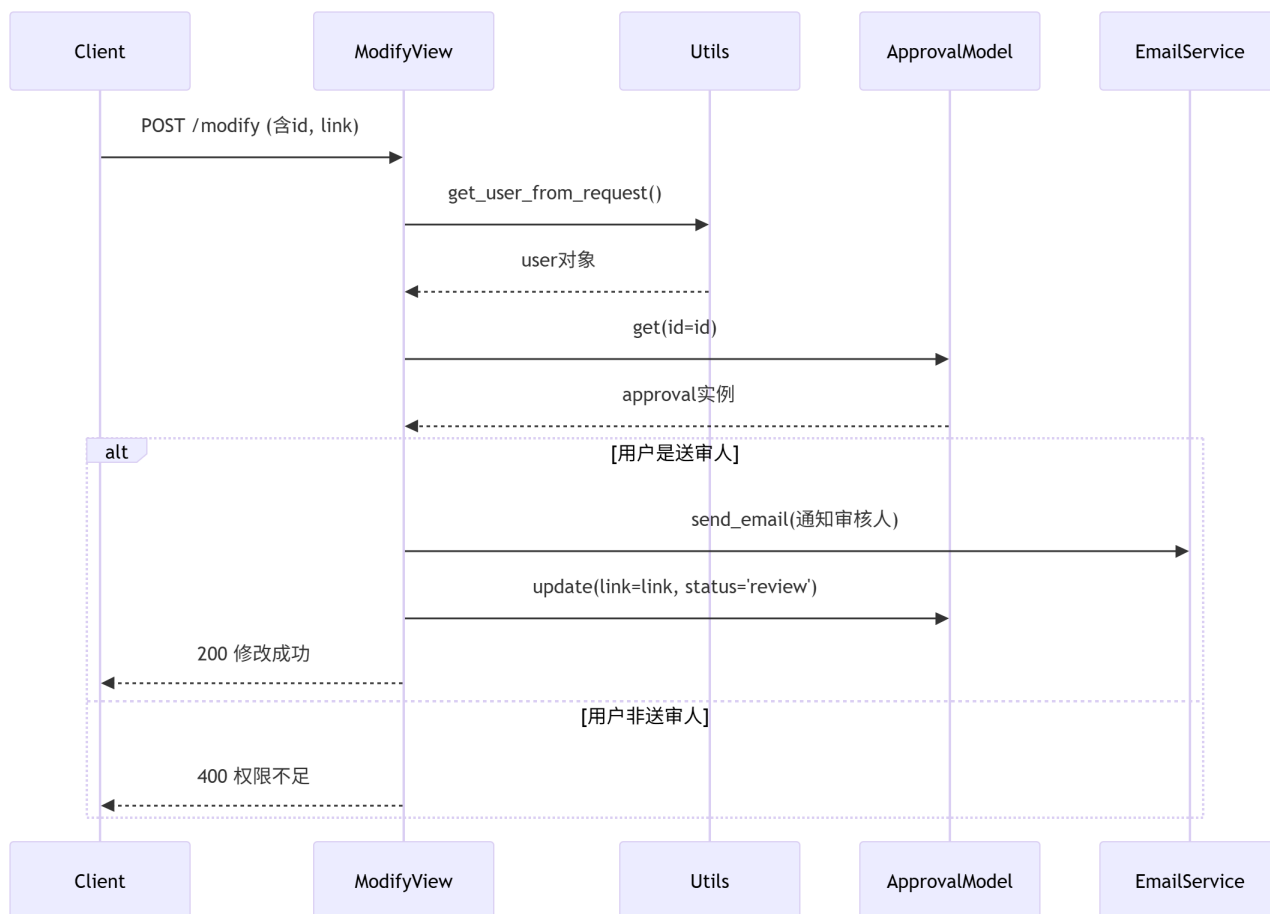 Client
ModifyView
Utils
ApprovalModel
EmailService
POST /modify (含id, link)
get_user_from_request()
user对象
get(id=id)
approval实例
alt
[用户是送审人]
send_email(通知审核人)
update(link=link, status='review')
200 修改成功
[用户非送审人]
400 权限不足
Client
ModifyView
Utils
ApprovalModel
EmailService